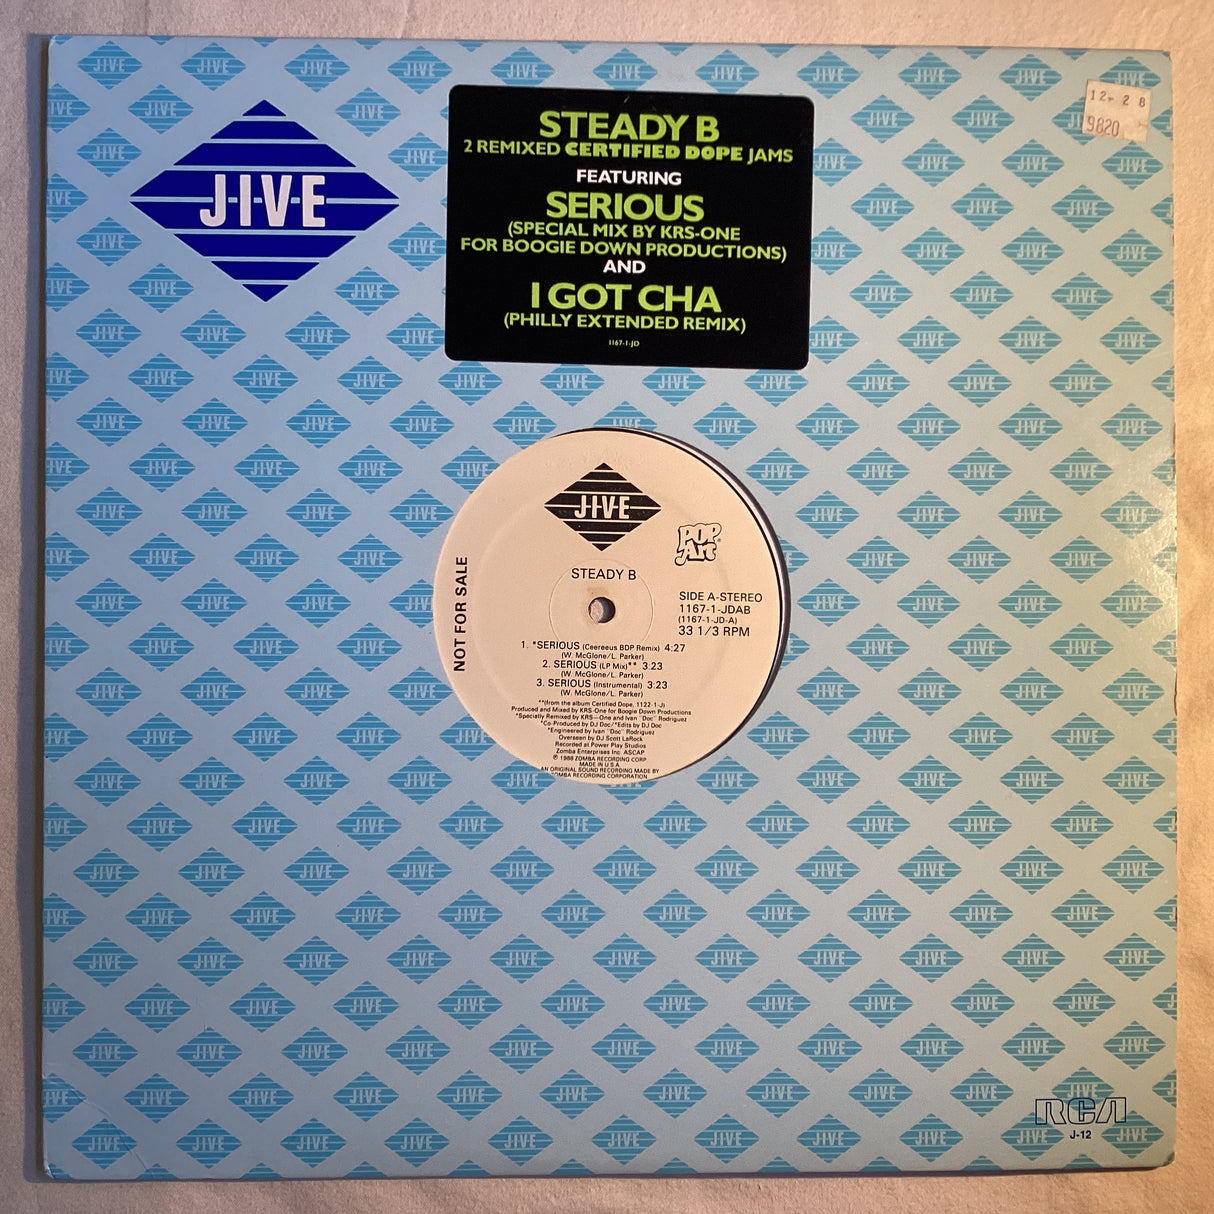 JIVE
STEADY B
2 REMIXED CERTIFIED DOPE JAMS
FEATURING
SERIOUS
(SPECIAL MIX BY KRS-ONE
FOR BOOGIE DOWN PRODUCTIONS)
AND
I GOT CHA
(PHILLY EXTENDED REMIX)
1167-1-JD
12- 2 8
9820
JIVE
POP Art
STEADY B
NOT FOR SALE
SIDE A-STEREO
1167-1-JDAB
(1167-1-JD-A)
33 1/3 RPM
1. *SERIOUS (Ceereeus BDP Remix) 4:27
(W. McGlone/L. Parker)
2. SERIOUS (LP Mix)** 3:23
(W. McGlone/L. Parker)
3. SERIOUS (Instrumental) 3:23
(W. McGlone/L. Parker)
**(from the album Certified Dope, 1122-1-J)
Produced and Mixed by KRS-One for Boogie Down Productions
*Specially Remixed by KRS—One and Ivan "Doc" Rodriguez
*Co-Produced by DJ Doc/*Edits by DJ Doc
*Engineered by Ivan "Doc" Rodriguez
Overseen by DJ Scott LaRock
Recorded at Power Play Studios
Zomba Enterprises Inc. ASCAP
℗ 1988 ZOMBA RECORDING CORP
MADE IN U.S.A.
AN ORIGINAL SOUND RECORDING MADE BY
ZOMBA RECORDING CORPORATION
RCA
J-12